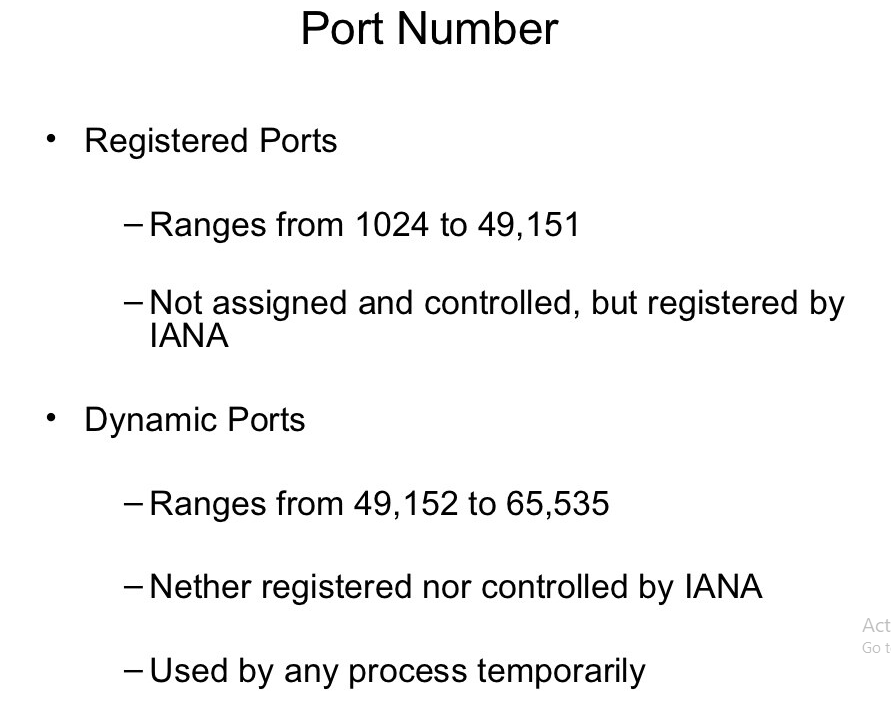 Port Number
• Registered Ports
– Ranges from 1024 to 49,151
– Not assigned and controlled, but registered by
IANA
• Dynamic Ports
– Ranges from 49,152 to 65,535
– Nether registered nor controlled by IANA
Act
Go t
– Used by any process temporarily